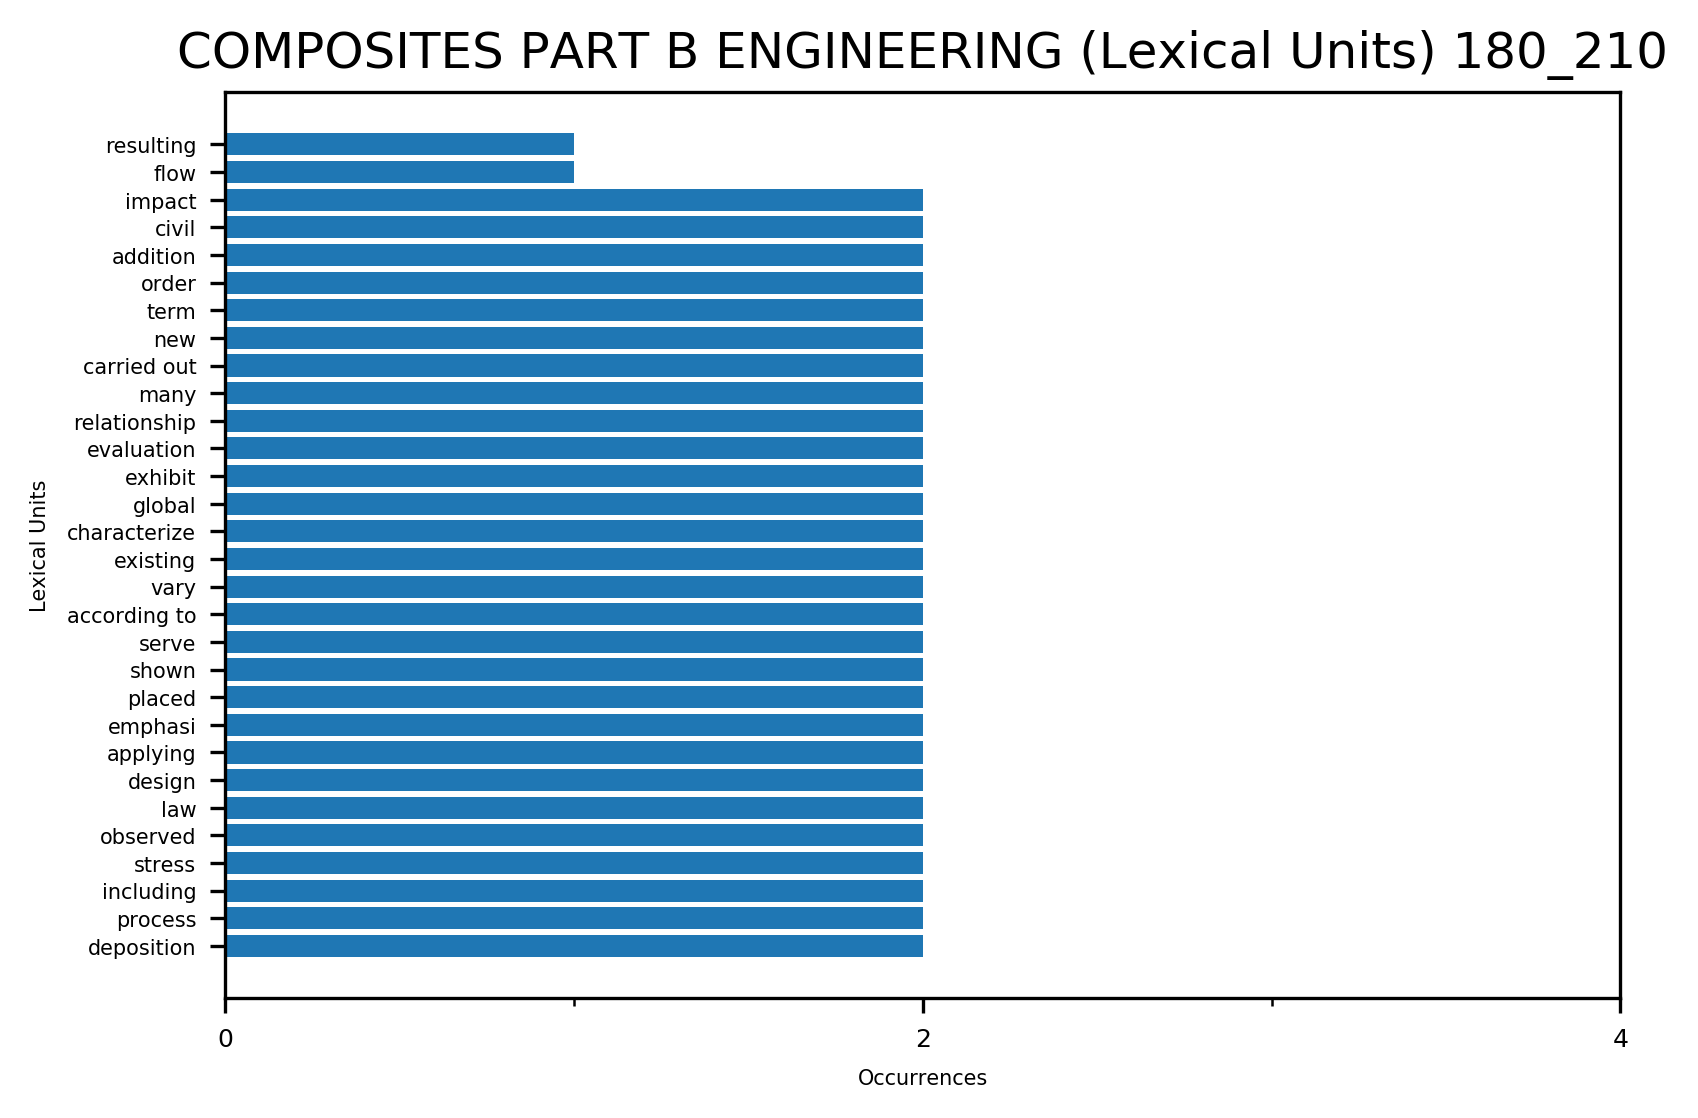 COMPOSITES PART B ENGINEERING (Lexical Units) 180_210
resulting
flow
impact
civil
addition
order
term
new
carried out
many
relationship
evaluation
exhibit
global
characterize
existing
vary
according to
serve
shown
placed
emphasi
applying
design
law
observed
stress
including
process
deposition
Lexical Units
0 2 4
Occurrences